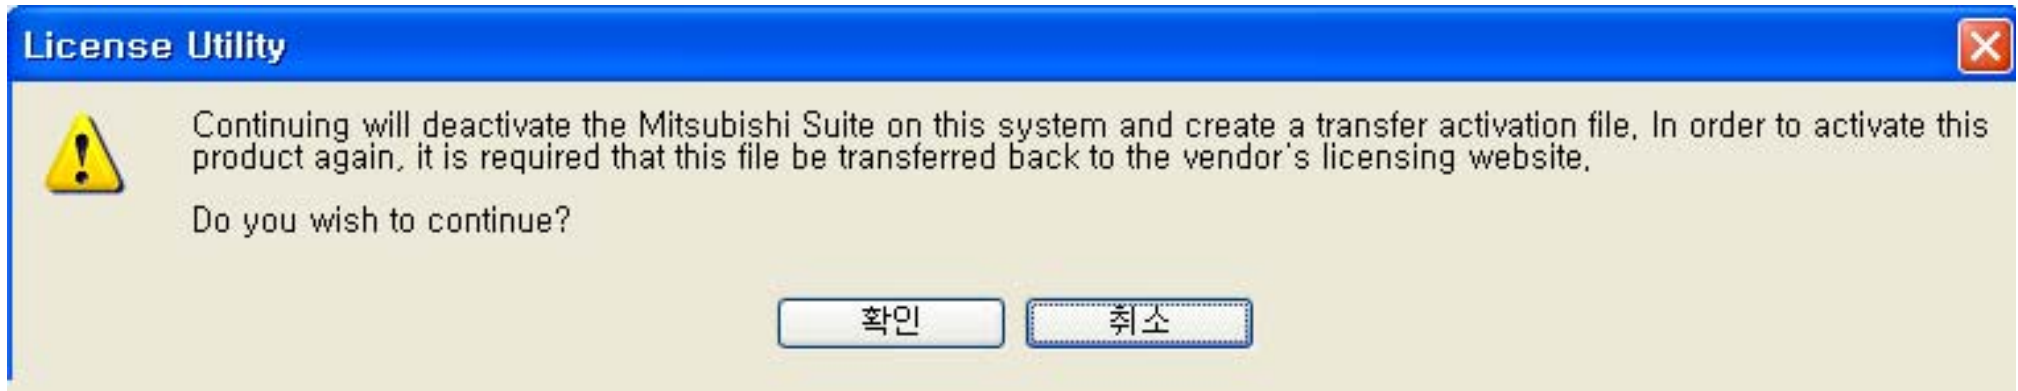 License Utility
Continuing will deactivate the Mitsubishi Suite on this system and create a transfer activation file. In order to activate this
product again, it is required that this file be transferred back to the vendor's licensing website.
Do you wish to continue?
확인
취소